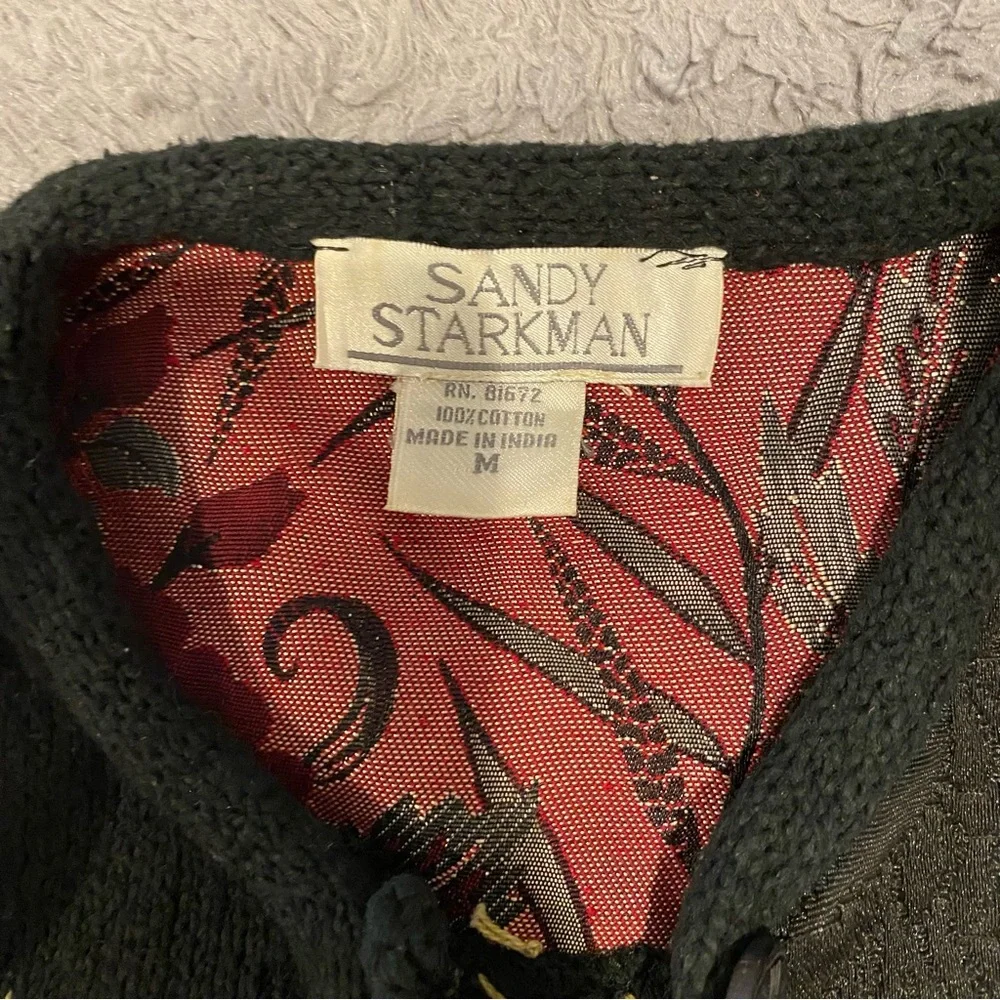 SANDY
STARKMAN
RN. 81672
100% COTTON
MADE IN INDIA
M